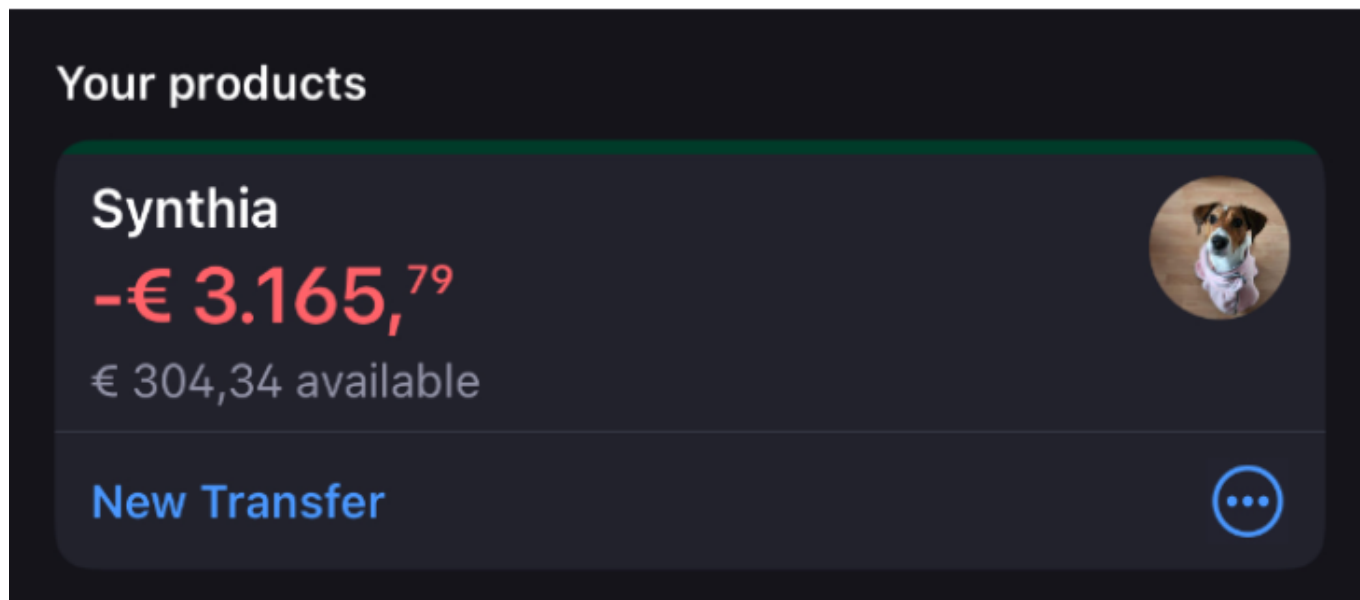 Your products
Synthia
-€ 3.165,79
€ 304,34 available
New Transfer